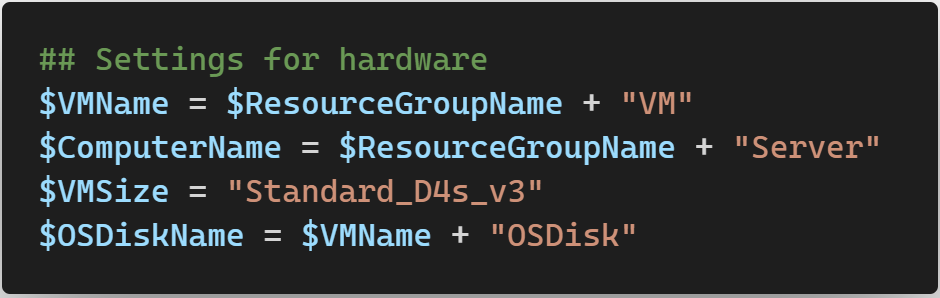 ## Settings for hardware
$VMName = $ResourceGroupName + "VM"
$ComputerName = $ResourceGroupName + "Server"
$VMSize = "Standard_D4s_v3"
$OSDiskName = $VMName + "OSDisk"